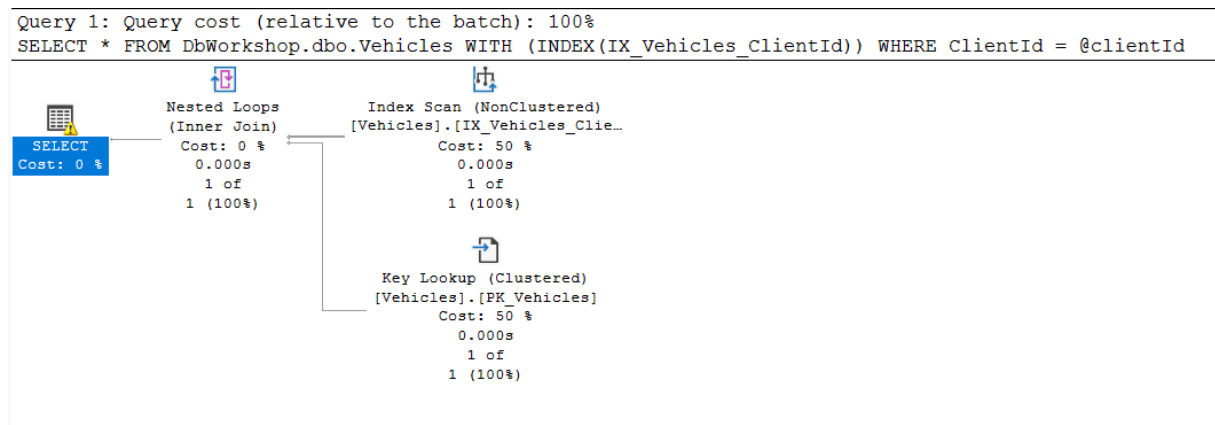 Query 1: Query cost (relative to the batch): 100%
SELECT * FROM DbWorkshop.dbo.Vehicles WITH (INDEX(IX_Vehicles_ClientId)) WHERE ClientId = @clientId
SELECT
Cost: 0 %
Nested Loops
(Inner Join)
Cost: 0 %
0.000s
1 of
1 (100%)
Index Scan (NonClustered)
[Vehicles].[IX_Vehicles_Clie…
Cost: 50 %
0.000s
1 of
1 (100%)
Key Lookup (Clustered)
[Vehicles].[PK_Vehicles]
Cost: 50 %
0.000s
1 of
1 (100%)